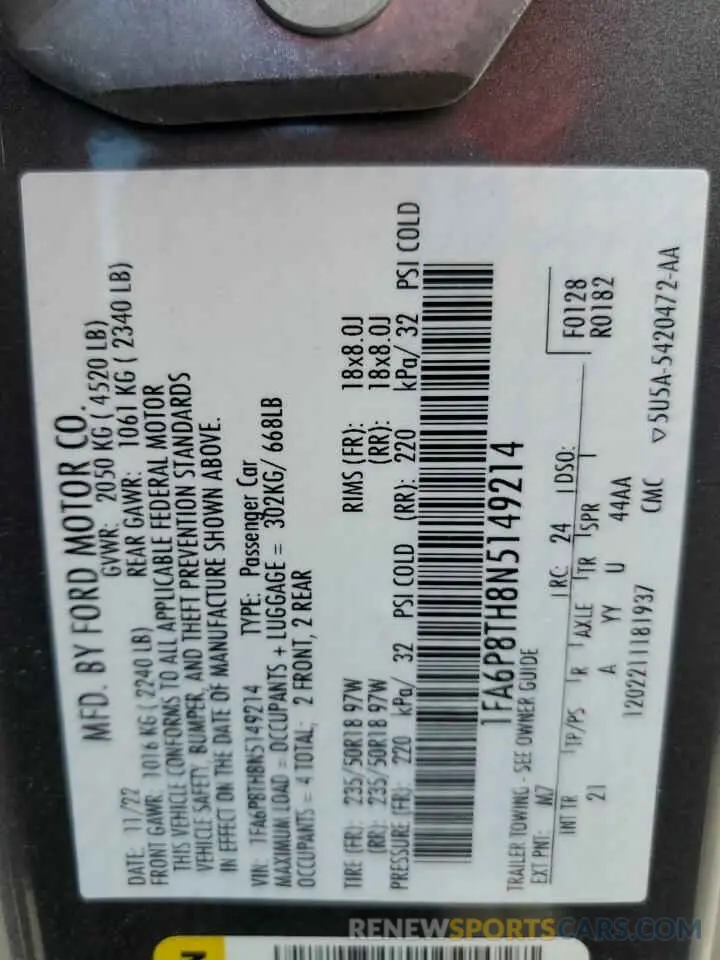 MFD. BY FORD MOTOR CO.
DATE: 11/22 GVWR: 2050 KG ( 4520 LB)
FRONT GAWR: 1016 KG ( 2240 LB) REAR GAWR: 1061 KG ( 2340 LB)
THIS VEHICLE CONFORMS TO ALL APPLICABLE FEDERAL MOTOR
VEHICLE SAFETY, BUMPER, AND THEFT PREVENTION STANDARDS
IN EFFECT ON THE DATE OF MANUFACTURE SHOWN ABOVE.
VIN: 1FA6P8TH8N5149214 TYPE: Passenger Car
MAXIMUM LOAD = OCCUPANTS + LUGGAGE = 302KG/ 668LB
OCCUPANTS = 4 TOTAL, 2 FRONT, 2 REAR
TIRE (FR): 235/50R18 97W RIMS (FR): 18x8.0J
(RR): 235/50R18 97W (RR): 18x8.0J
PRESSURE (FR): 220 kPa/ 32 PSI COLD (RR): 220 kPa/ 32 PSI COLD
1FA6P8TH8N5149214
TRAILER TOWING - SEE OWNER GUIDE
EXT PNT: M7 RC: 24 DSO: F0128
R0182
INT TR TP/PS R AXLE TR SPR
21 A YY U 44AA
12022111181937 CMC ▽5U5A-5420472-AA
N
RENEWSPORTSCARS.COM